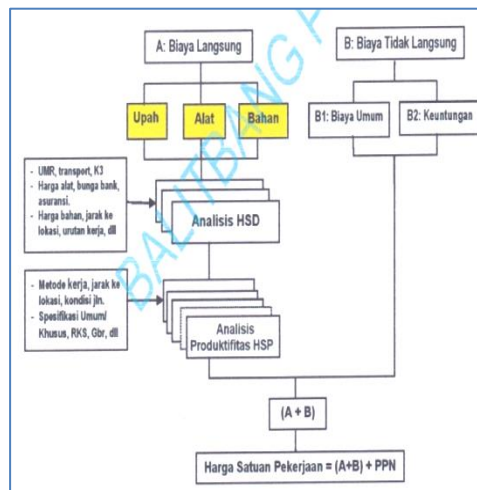 A: Biaya Langsung
B: Biaya Tidak Langsung
Upah
Alat
Bahan
B1: Biaya Umum
B2: Keuntungan
- UMR, transport, K3
- Harga alat, bunga bank,
asuransi.
- Harga bahan, jarak ke
lokasi, urutan kerja, dll
Analisis HSD
- Metode kerja, jarak ke
lokasi, kondisi jln.
- Spesifikasi Umum/
Khusus, RKS, Gbr, dll
Analisis
Produktifitas HSP
(A + B)
Harga Satuan Pekerjaan = (A+B) + PPN
BALITBANG P